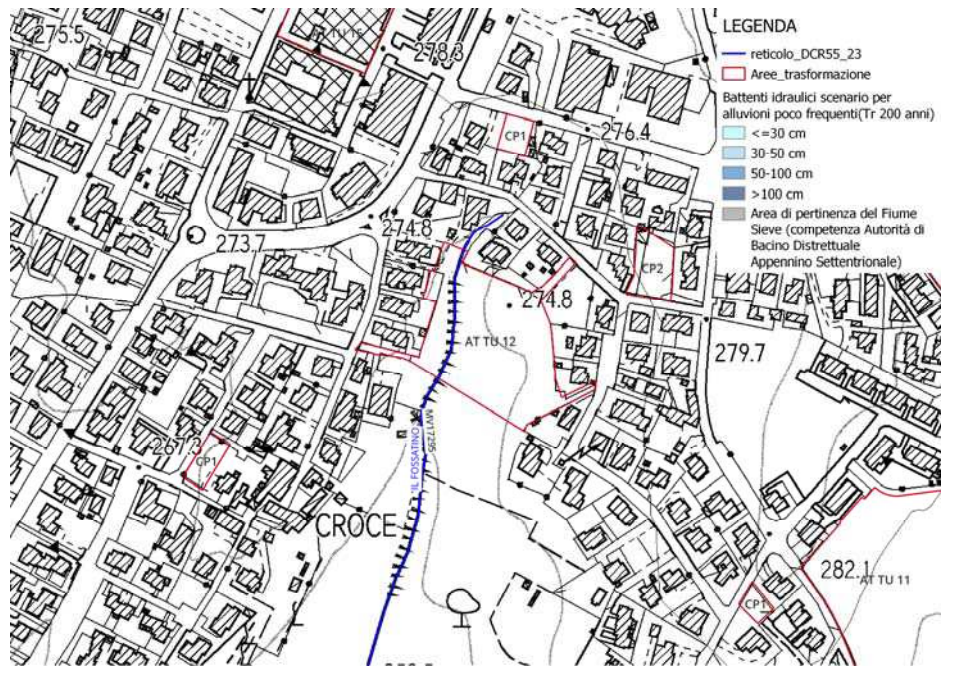 LEGENDA
reticolo_DCR55_23
Aree_trasformazione
Battenti idraulici scenario per
alluvioni poco frequenti(Tr 200 anni)
<=30 cm
30-50 cm
50-100 cm
>100 cm
Area di pertinenza del Fiume
Sieve (competenza Autorità di
Bacino Distrettuale
Appennino Settentrionale)
275.5
AT TU 15
278.3
CP1
276.4
274.8
273.7
CP2
274.8
AT TU 12
279.7
MV17295
IL FOSSATINO
267.3
CP1
CROCE
282.1
AT TU 11
CP1